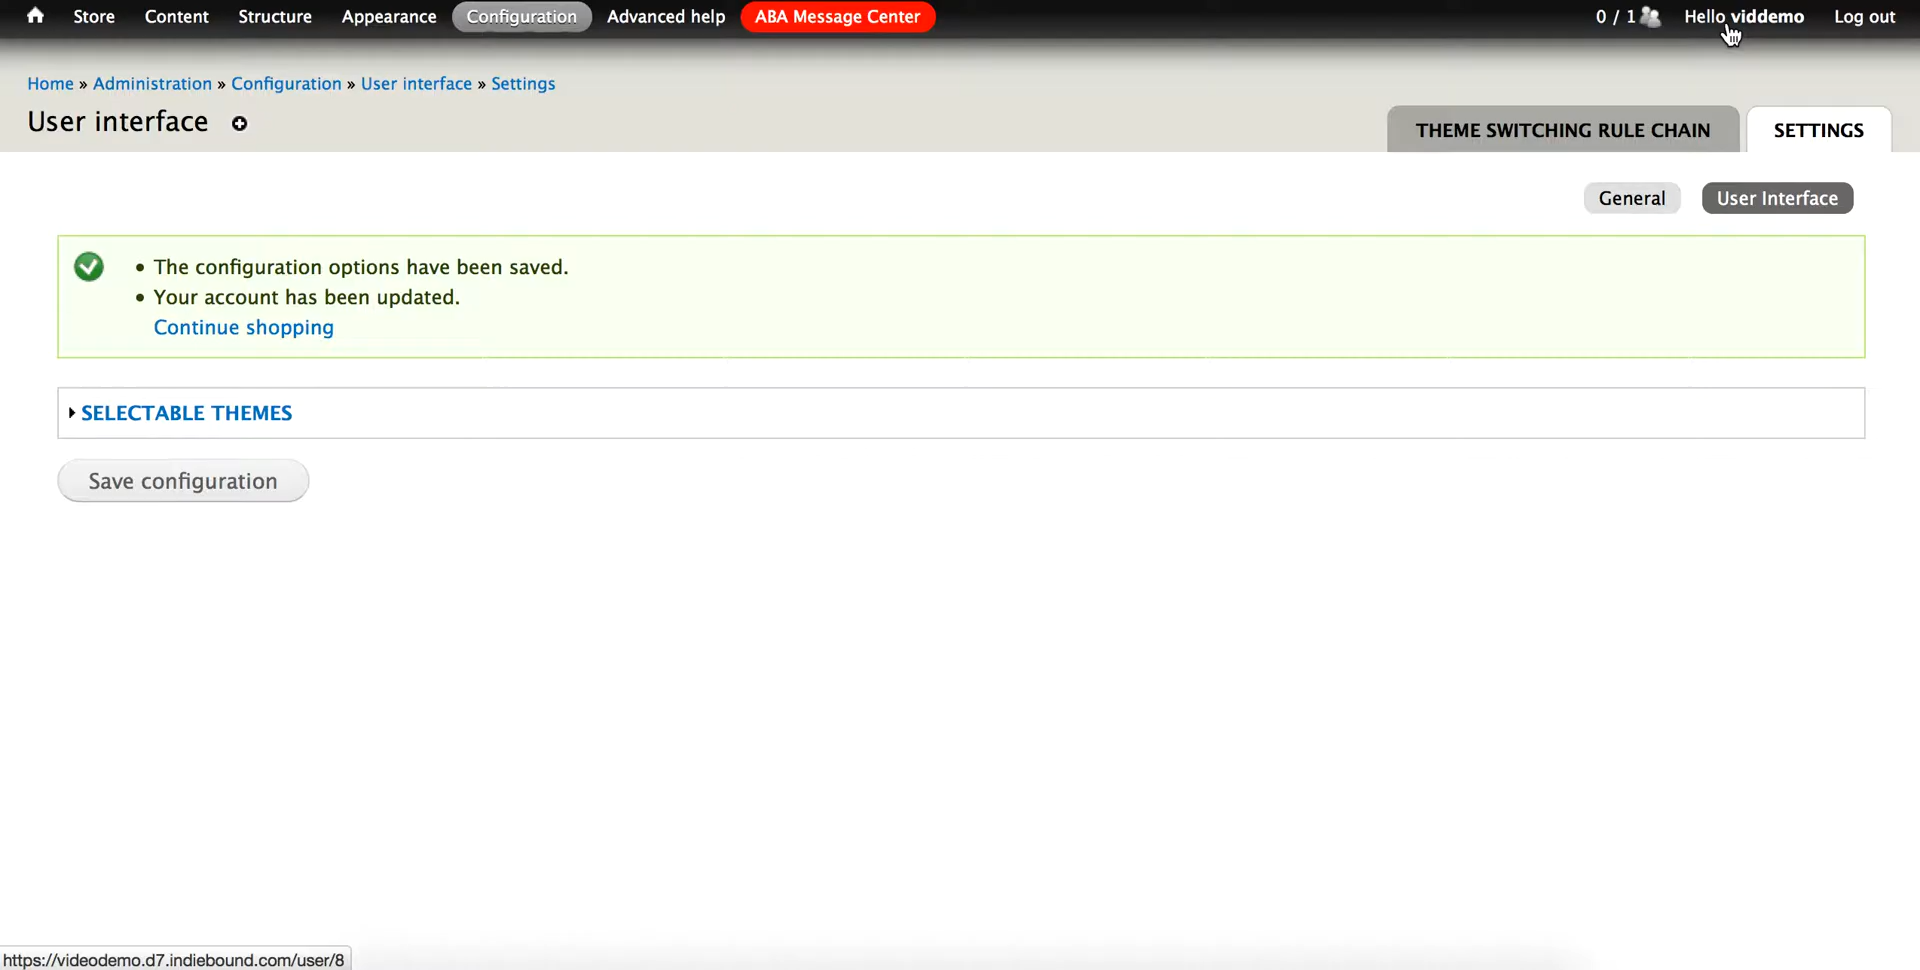 Store Content Structure Appearance Configuration Advanced help ABA Message Center 0 / 1 Hello viddemo Log out
Home » Administration » Configuration » User interface » Settings
User interface
THEME SWITCHING RULE CHAIN SETTINGS
General User Interface
• The configuration options have been saved.
• Your account has been updated.
Continue shopping
SELECTABLE THEMES
Save configuration
https://videodemo.d7.indiebound.com/user/8